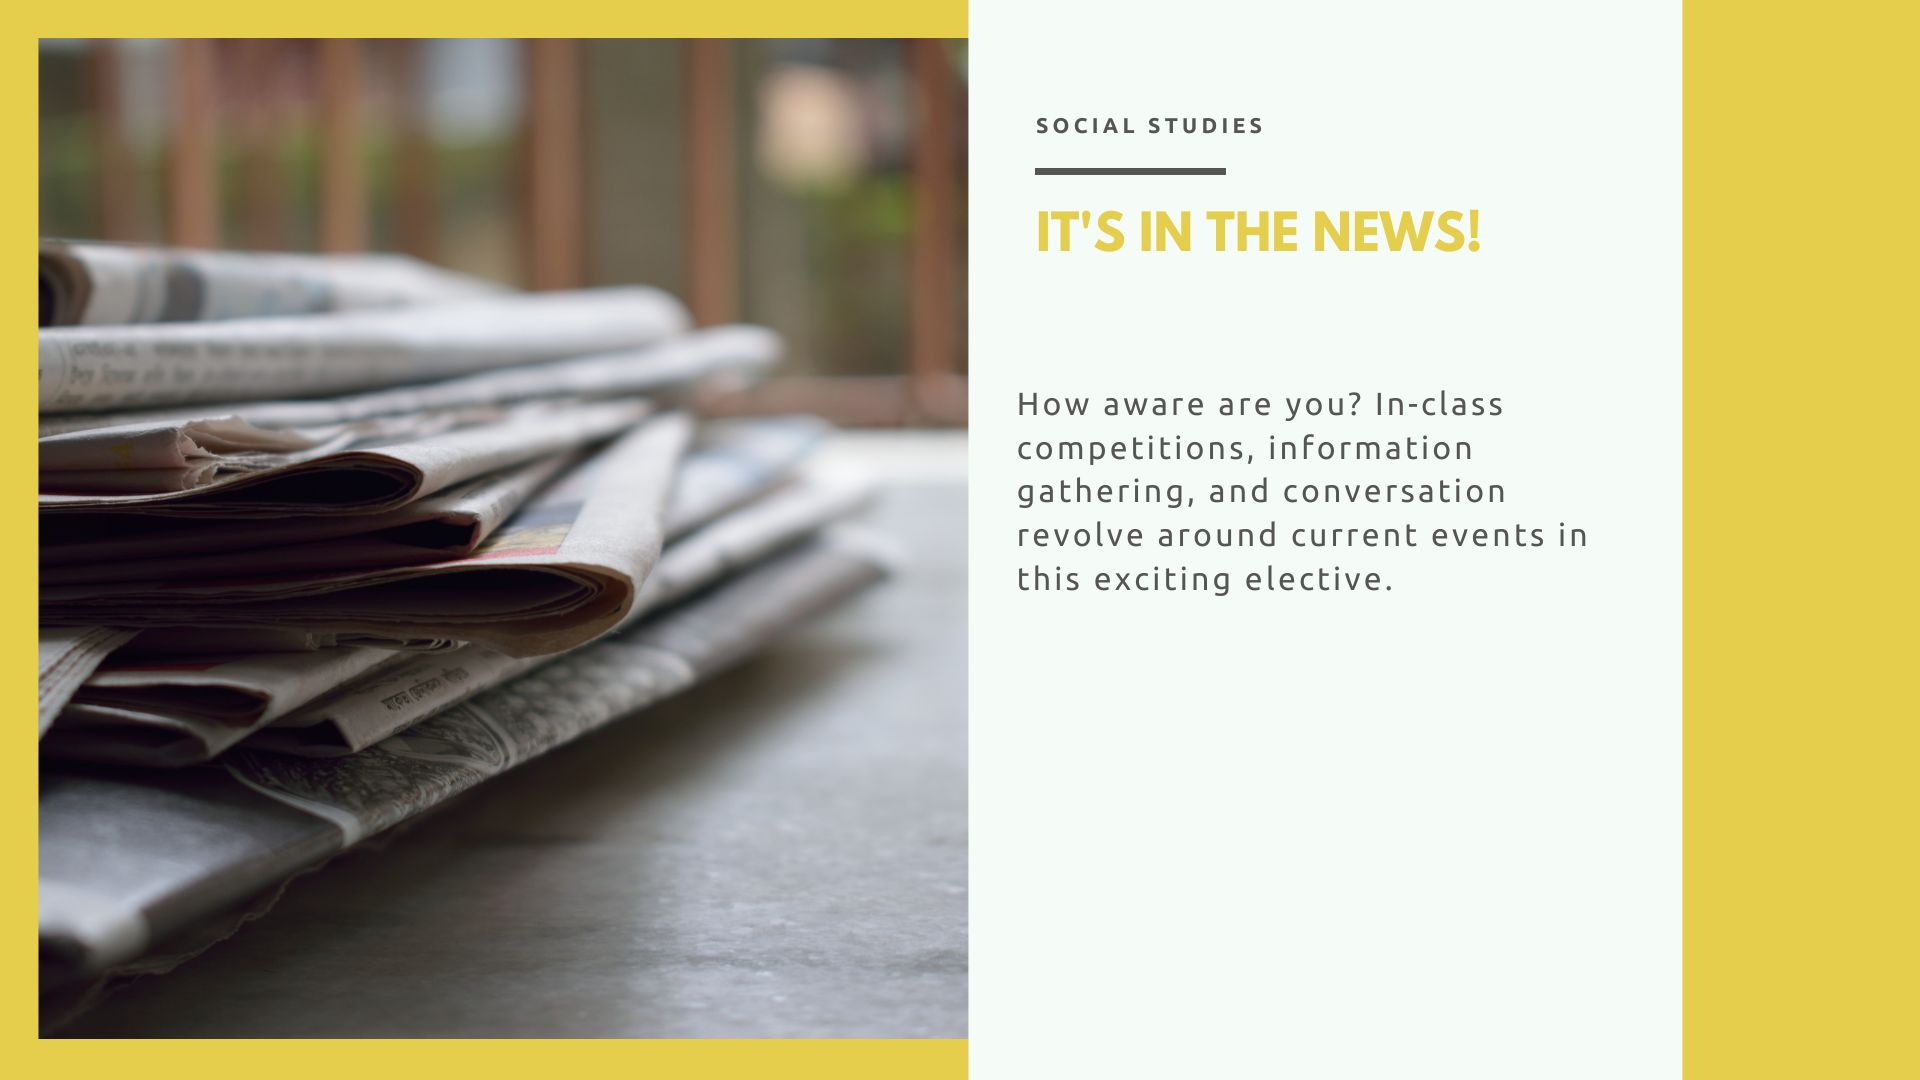 SOCIAL STUDIES
IT'S IN THE NEWS!
How aware are you? In-class
competitions, information
gathering, and conversation
revolve around current events in
this exciting elective.